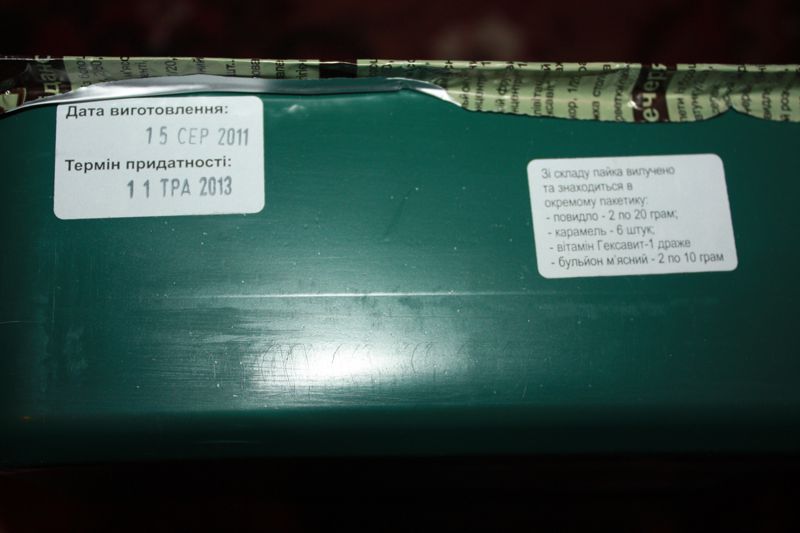 Дата виготовлення:
15 СЕР 2011
Термін придатності:
11 ТРА 2013
Зі складу пайка вилучено
та знаходиться в
окремому пакетику:
- повидло - 2 по 20 грам;
- карамель - 6 штук;
- вітамін Гексавит-1 драже
- бульйон м'ясний - 2 по 10 грам